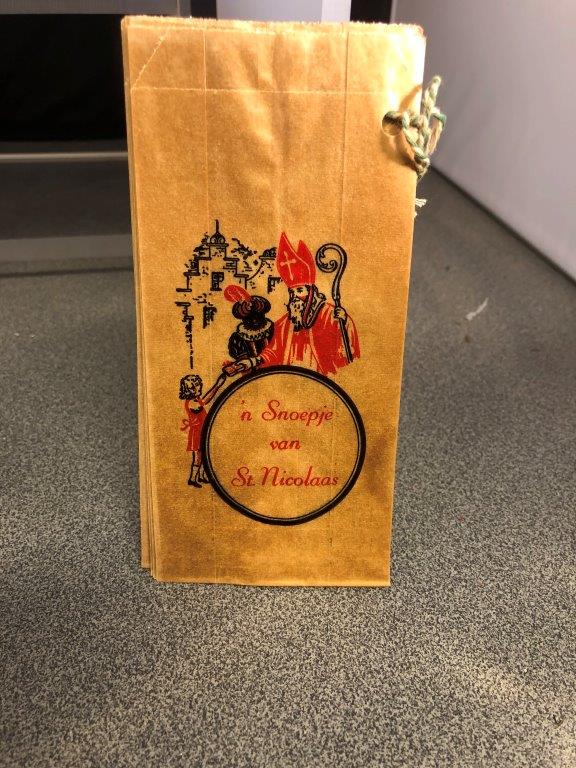 'n Snoepje
van
St. Nicolaas